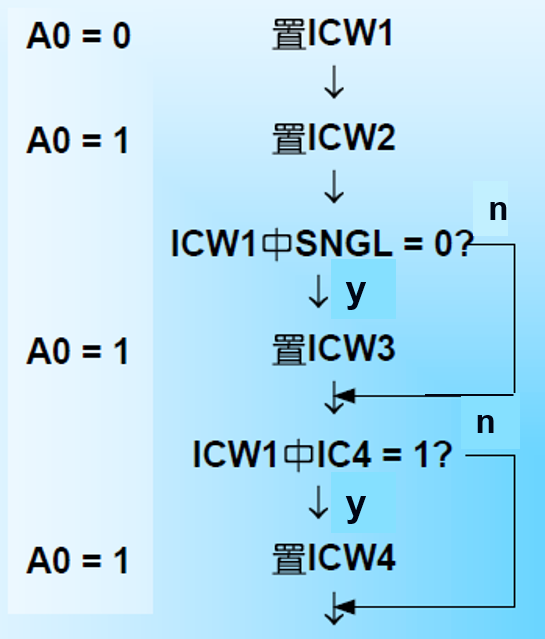 A0 = 0 置ICW1
A0 = 1 置ICW2
n
ICW1中SNGL = 0?
y
A0 = 1 置ICW3
n
ICW1中IC4 = 1?
y
A0 = 1 置ICW4